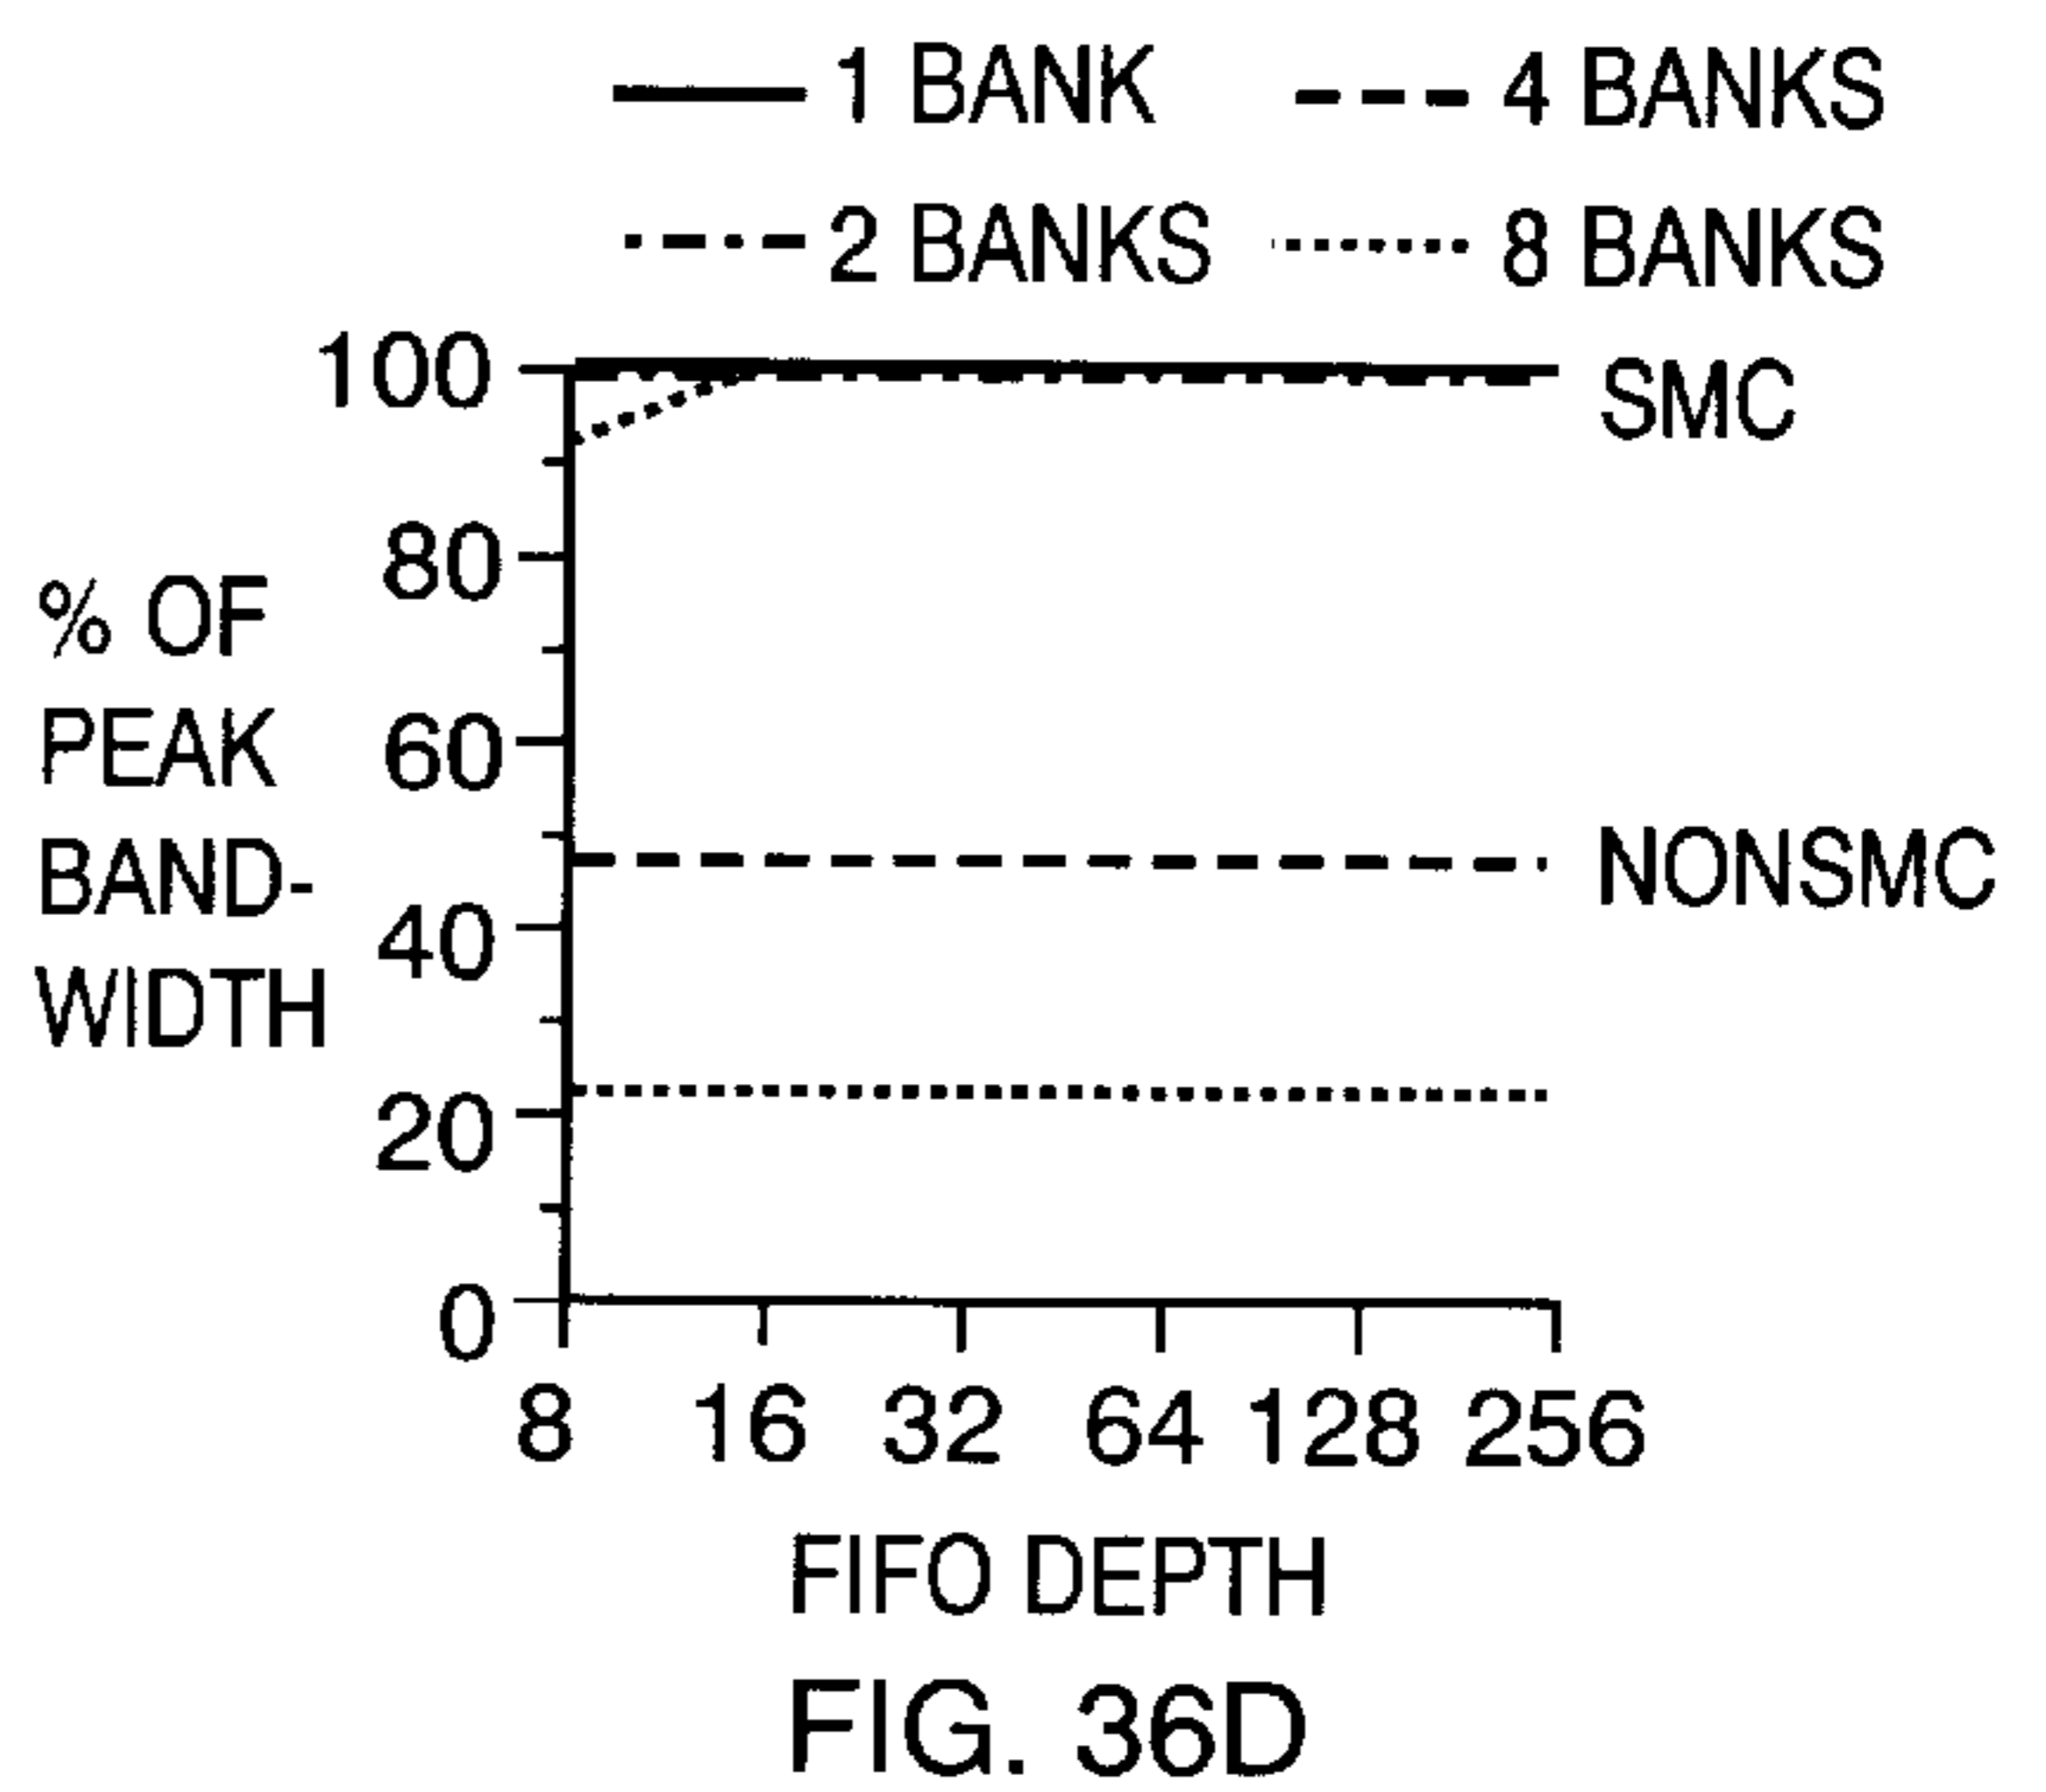 1 BANK
4 BANKS
2 BANKS
8 BANKS
100
80
60
40
20
0
% OF
PEAK
BAND-
WIDTH
SMC
NONSMC
8 16 32 64 128 256
FIFO DEPTH
FIG. 36D